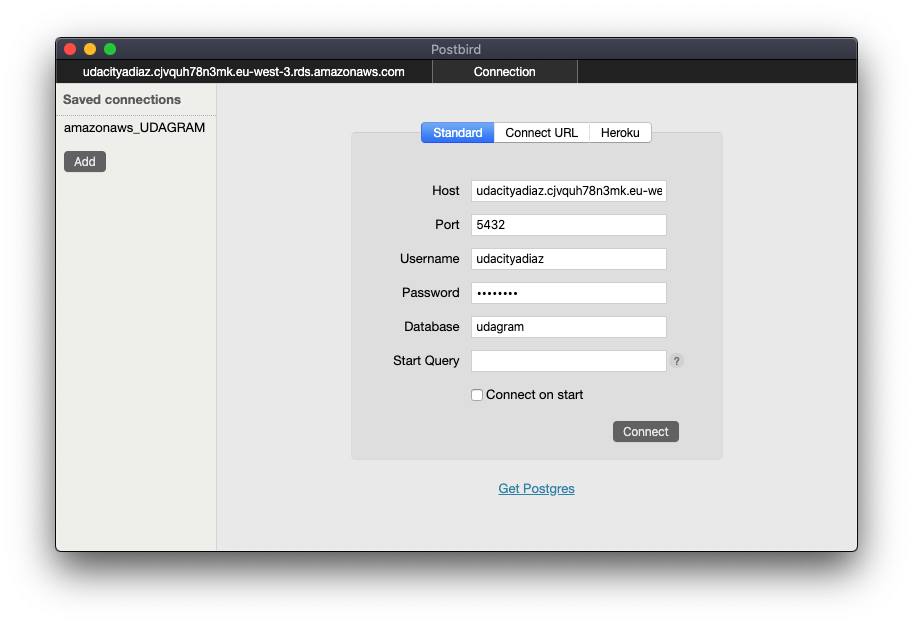 Postbird
udacityadiaz.cjvquh78n3mk.eu-west-3.rds.amazonaws.com Connection
Saved connections
amazonaws_UDAGRAM
Add
Standard Connect URL Heroku
Host udacityadiaz.cjvquh78n3mk.eu-we
Port 5432
Username udacityadiaz
Password ••••••••
Database udagram
Start Query ?
Connect on start
Connect
Get Postgres